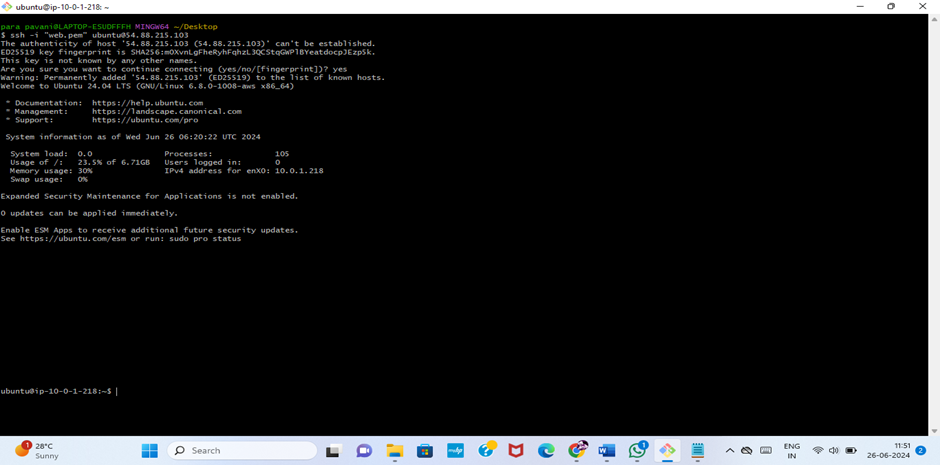 ubuntu@ip-10-0-1-218: ~
para pavani@LAPTOP-ESUDFFEH MINGW64 ~/Desktop
$ ssh -i "web.pem" ubuntu@54.88.215.103
The authenticity of host '54.88.215.103 (54.88.215.103)' can't be established.
ED25519 key fingerprint is
This key is not known by any other names.
Are you sure you want to continue connecting (yes/no/[fingerprint])? yes
Warning: Permanently added '54.88.215.103' (ED25519) to the list of known hosts.
Welcome to Ubuntu 24.04 LTS (GNU/Linux 6.8.0-1008-aws x86_64)
* Documentation: https://help.ubuntu.com
* Management: https://landscape.canonical.com
* Support: https://ubuntu.com/pro
System information as of Wed Jun 26 06:20:22 UTC 2024
System load: 0.0 Processes: 105
Usage of /: 23.5% of 6.71GB Users logged in: 0
Memory usage: 30% IPv4 address for enX0: 10.0.1.218
Swap usage: 0%
Expanded Security Maintenance for Applications is not enabled.
0 updates can be applied immediately.
Enable ESM Apps to receive additional future security updates.
See https://ubuntu.com/esm or run: sudo pro status
ubuntu@ip-10-0-1-218:~$
1
28°C
Sunny
Search
myhp
1
ENG
IN
11:51
26-06-2024
2